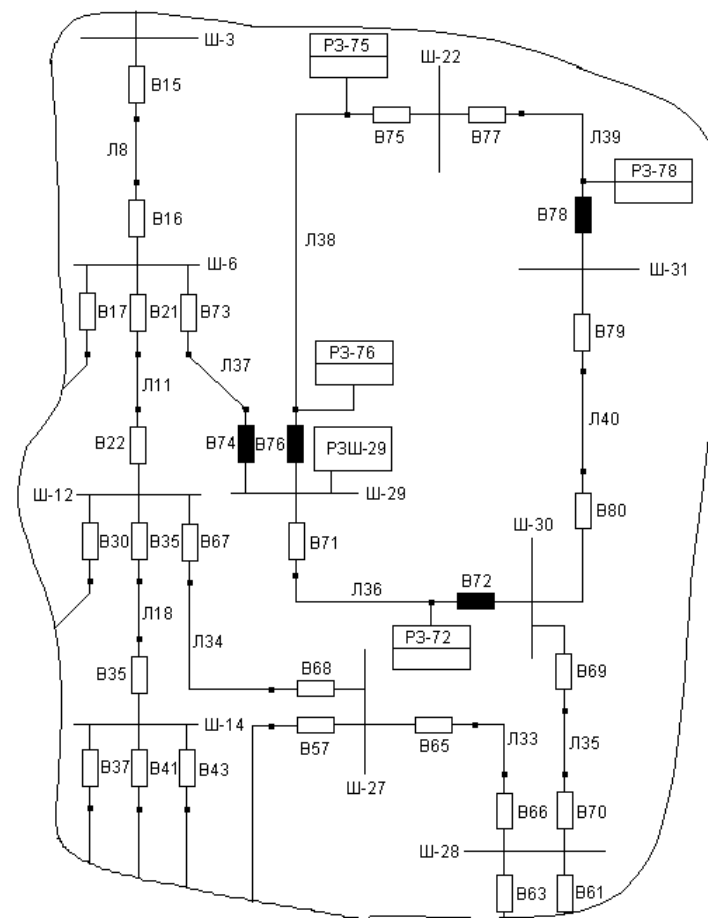 Ш-3
РЗ-75
Ш-22
В15
В75
В77
Л39
Л8
РЗ-78
В16
В78
Л38
Ш-6
Ш-31
В17
В21
В73
В79
РЗ-76
Л37
Л11
Л40
В22
В74
В76
РЗШ-29
Ш-12
Ш-29
В80
Ш-30
В30
В35
В67
В71
В72
Л36
Л18
РЗ-72
Л34
В35
В68
В69
Ш-14
В57
В65
Л33
Л35
В37
В41
В43
Ш-27
В66
В70
Ш-28
В63
В61